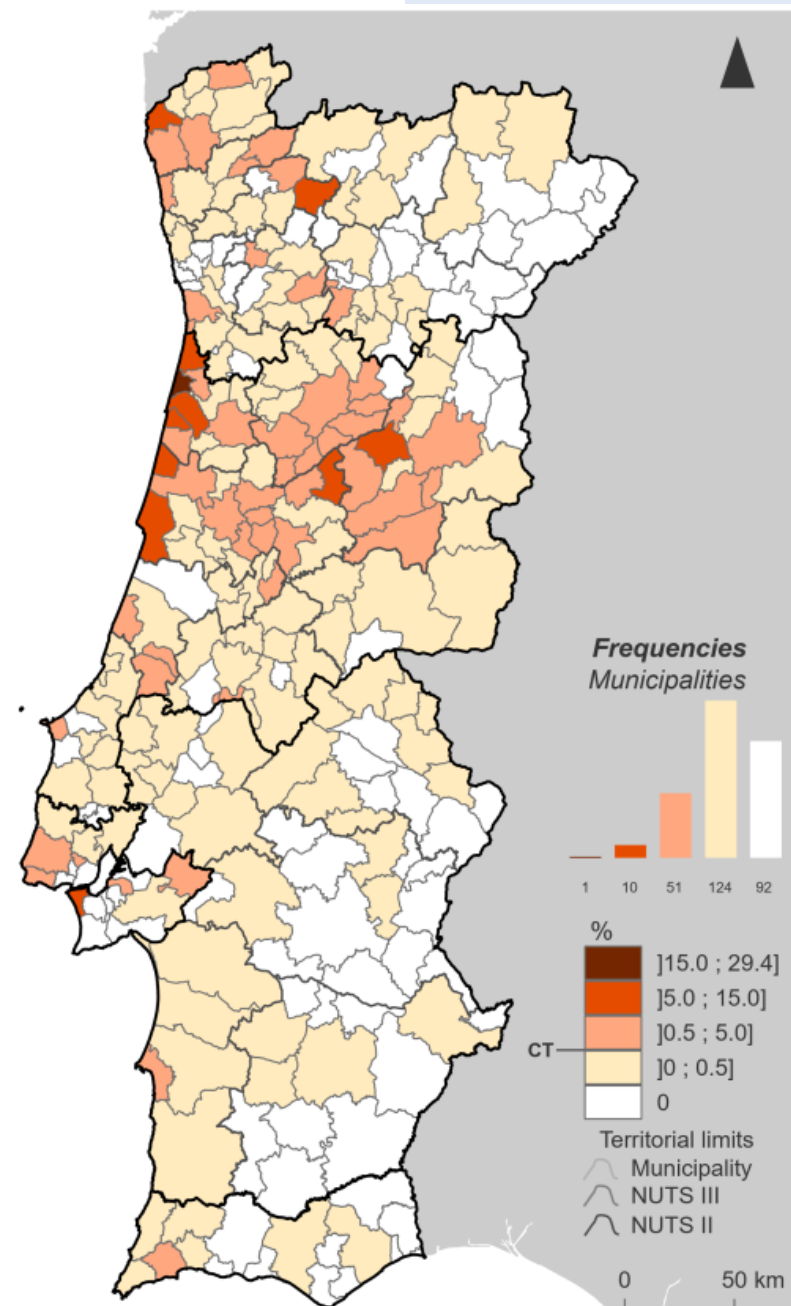 Frequencies
Municipalities
1 10 51 124 92
%
]15.0 ; 29.4]
]5.0 ; 15.0]
]0.5 ; 5.0]
CT
]0 ; 0.5]
0
Territorial limits
Municipality
NUTS III
NUTS II
0 50 km